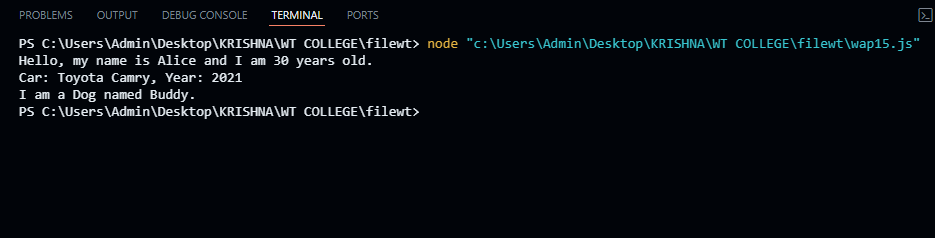 PROBLEMS OUTPUT DEBUG CONSOLE TERMINAL PORTS
PS C:\Users\Admin\Desktop\KRISHNA\WT COLLEGE\filewt> node "c:\Users\Admin\Desktop\KRISHNA\WT COLLEGE\filewt\wap15.js"
Hello, my name is Alice and I am 30 years old.
Car: Toyota Camry, Year: 2021
I am a Dog named Buddy.
PS C:\Users\Admin\Desktop\KRISHNA\WT COLLEGE\filewt>